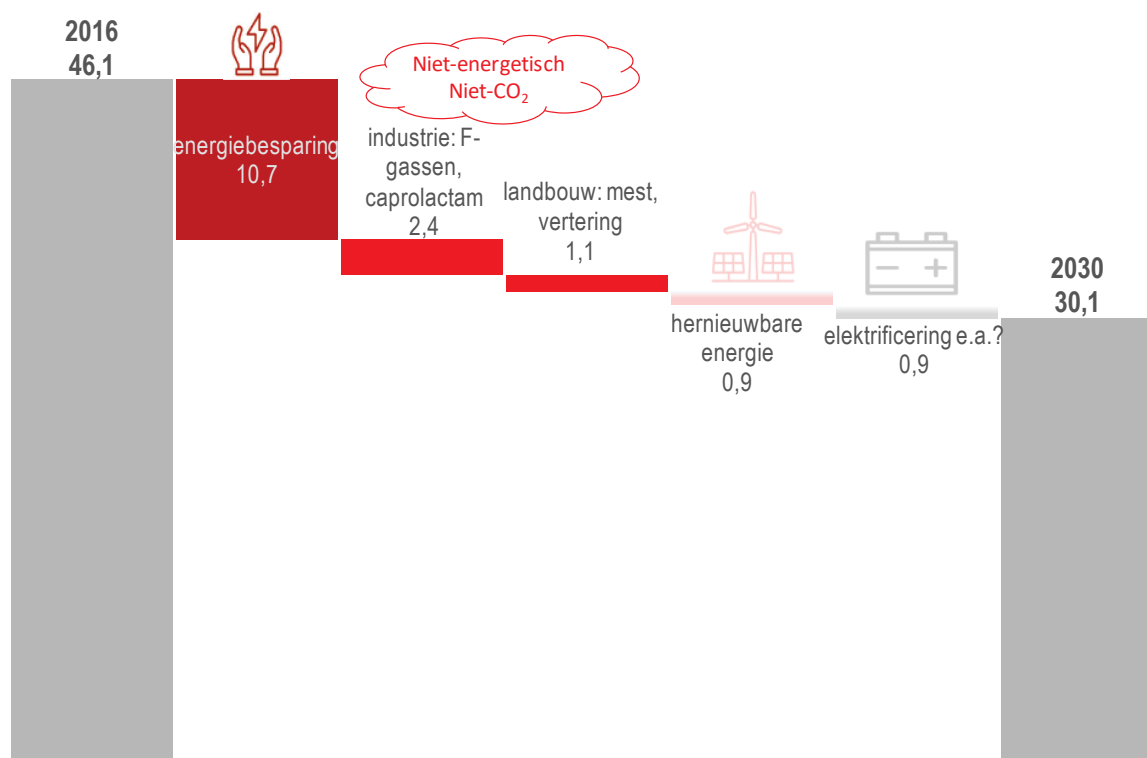 2016
46,1
energiebesparing
10,7
Niet-energetisch
Niet-CO₂
industrie: F-
gassen,
caprolactam
2,4
landbouw: mest,
vertering
1,1
hernieuwbare
energie
0,9
elektrificering e.a.?
0,9
2030
30,1